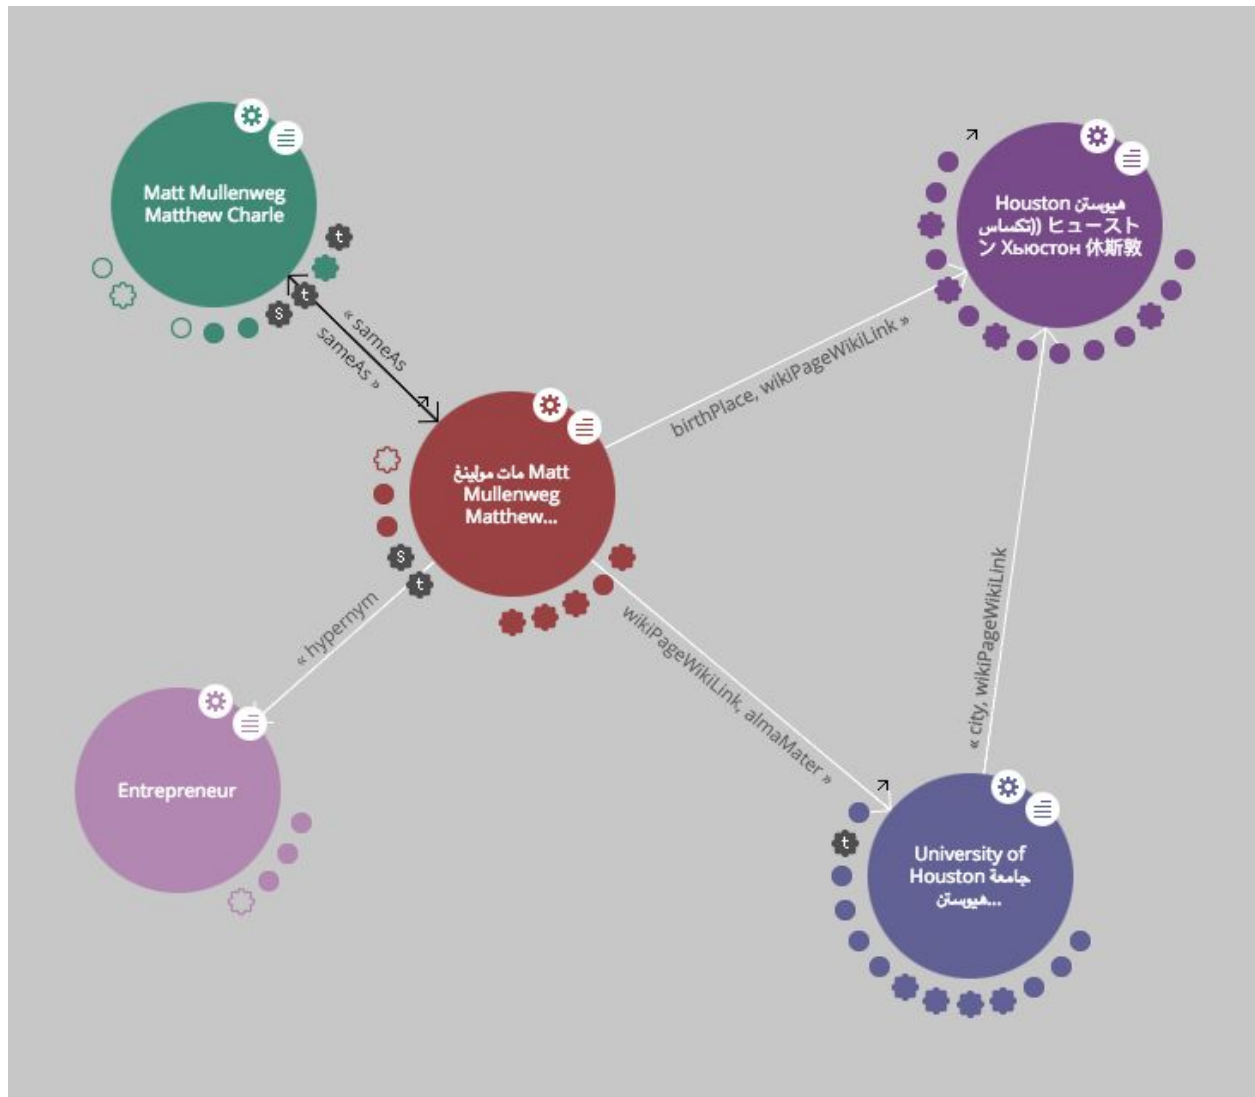 Matt Mullenweg
Matthew Charle
t
t
s
« sameAs
sameAs »
Houston هيوستن
تكساس)) ヒュースト
ン Хьюстон 休斯敦
birthPlace, wikiPageWikiLink »
مات مولينغ Matt
Mullenweg
Matthew...
s
t
« hypernym
wikiPageWikiLink, almaMater »
« city, wikiPageWikiLink
Entrepreneur
t
University of
Houston جامعة
هيوستن...